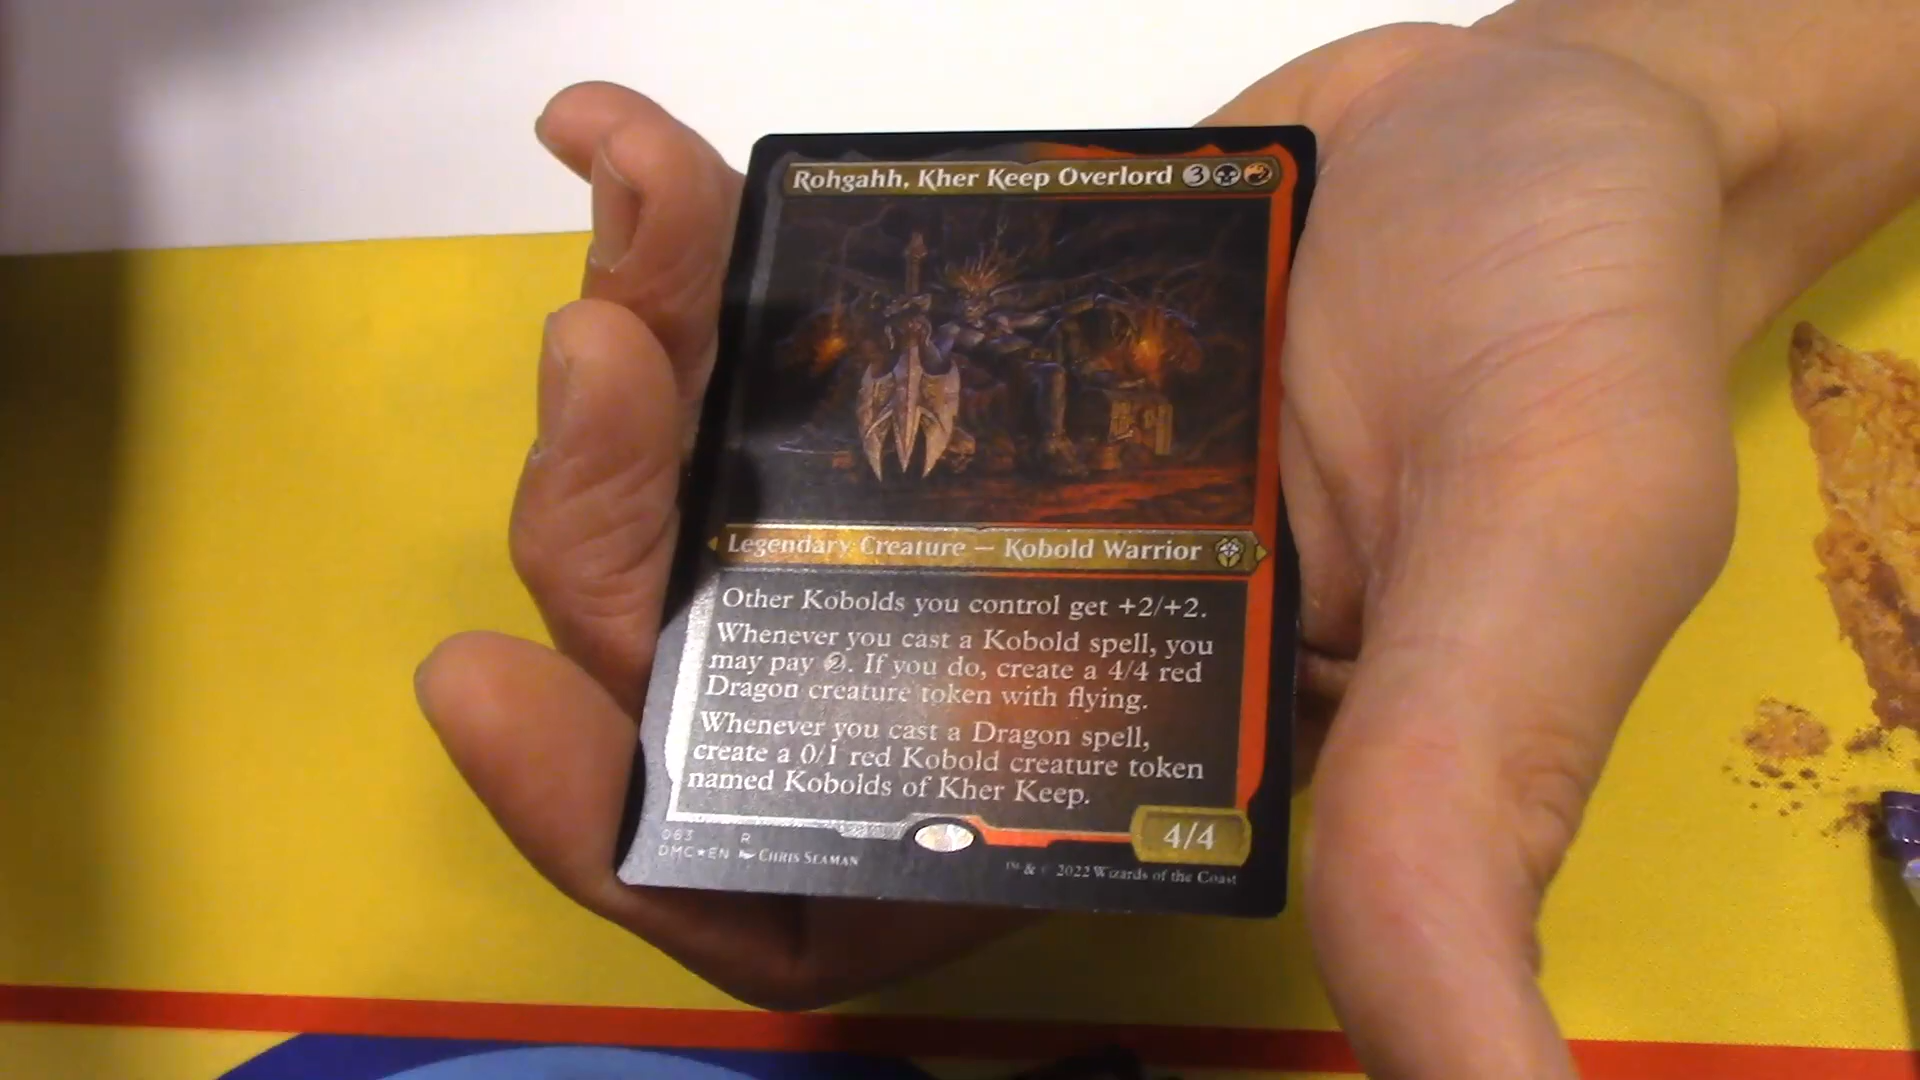 Rohgahh, Kher Keep Overlord 3
Legendary Creature — Kobold Warrior
Other Kobolds you control get +2/+2.
Whenever you cast a Kobold spell, you
may pay 2. If you do, create a 4/4 red
Dragon creature token with flying.
Whenever you cast a Dragon spell,
create a 0/1 red Kobold creature token
named Kobolds of Kher Keep.
4/4
063 R
DMC★EN Chris Seaman
™ & © 2022 Wizards of the Coast